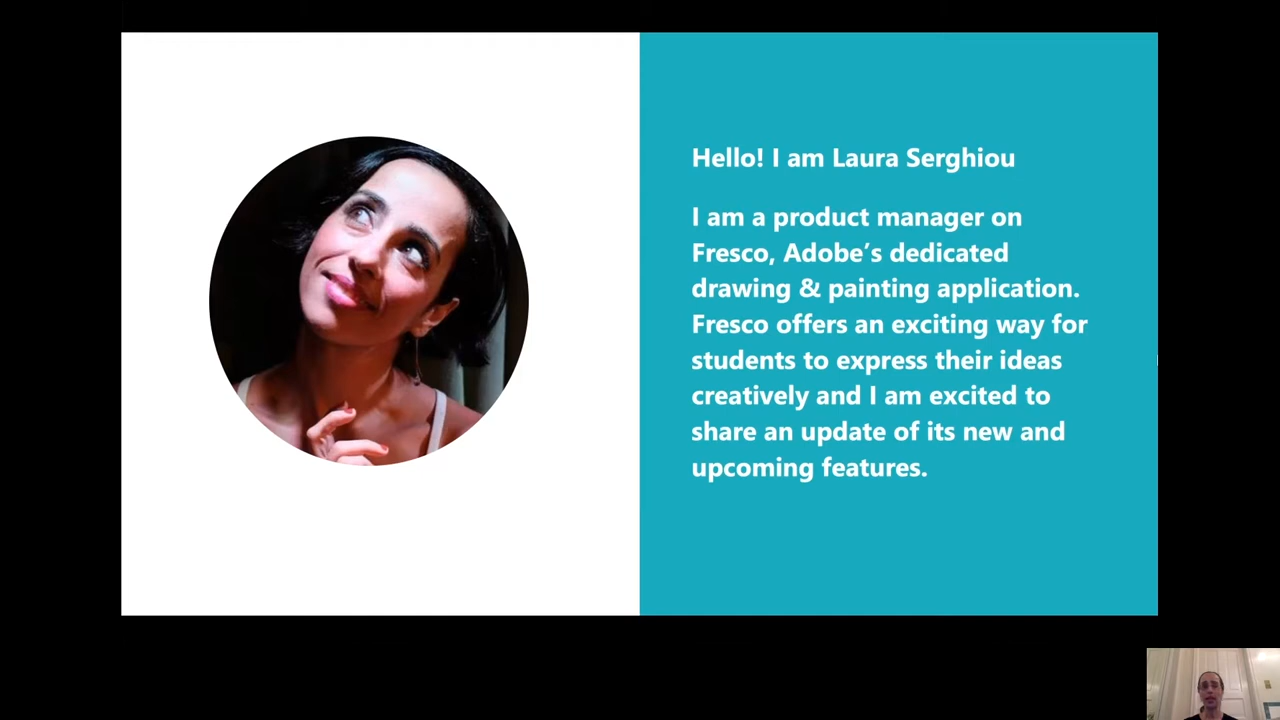 Hello! I am Laura Serghiou
I am a product manager on
Fresco, Adobe’s dedicated
drawing & painting application.
Fresco offers an exciting way for
students to express their ideas
creatively and I am excited to
share an update of its new and
upcoming features.